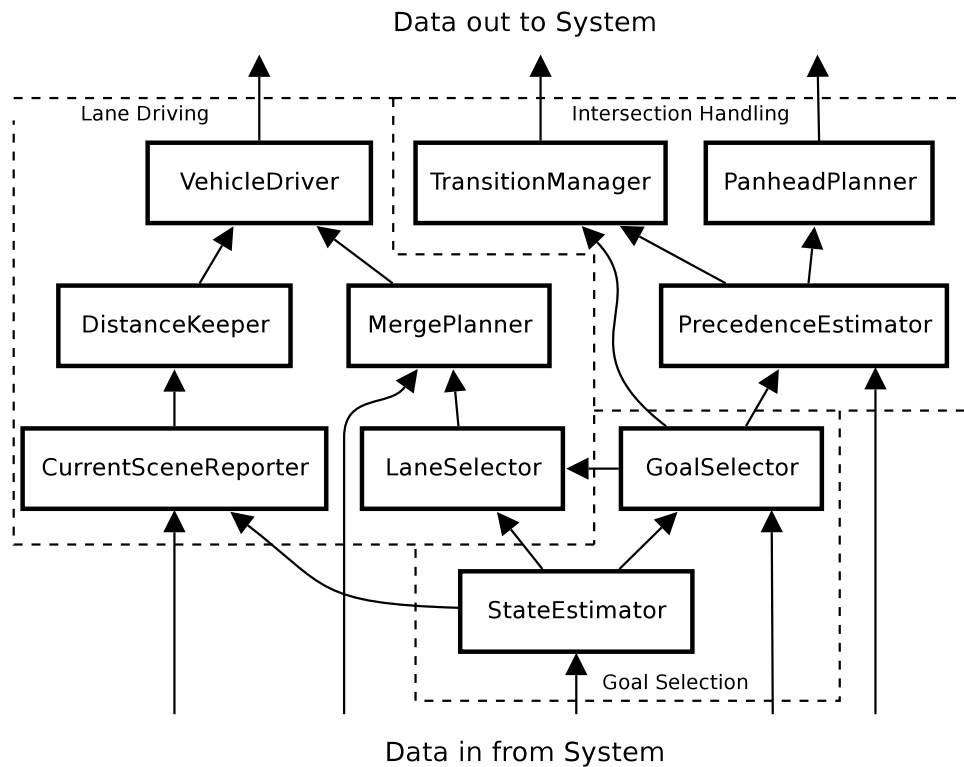 Data out to System
Lane Driving
Intersection Handling
VehicleDriver
TransitionManager
PanheadPlanner
DistanceKeeper
MergePlanner
PrecedenceEstimator
CurrentSceneReporter
LaneSelector
GoalSelector
StateEstimator
Goal Selection
Data in from System